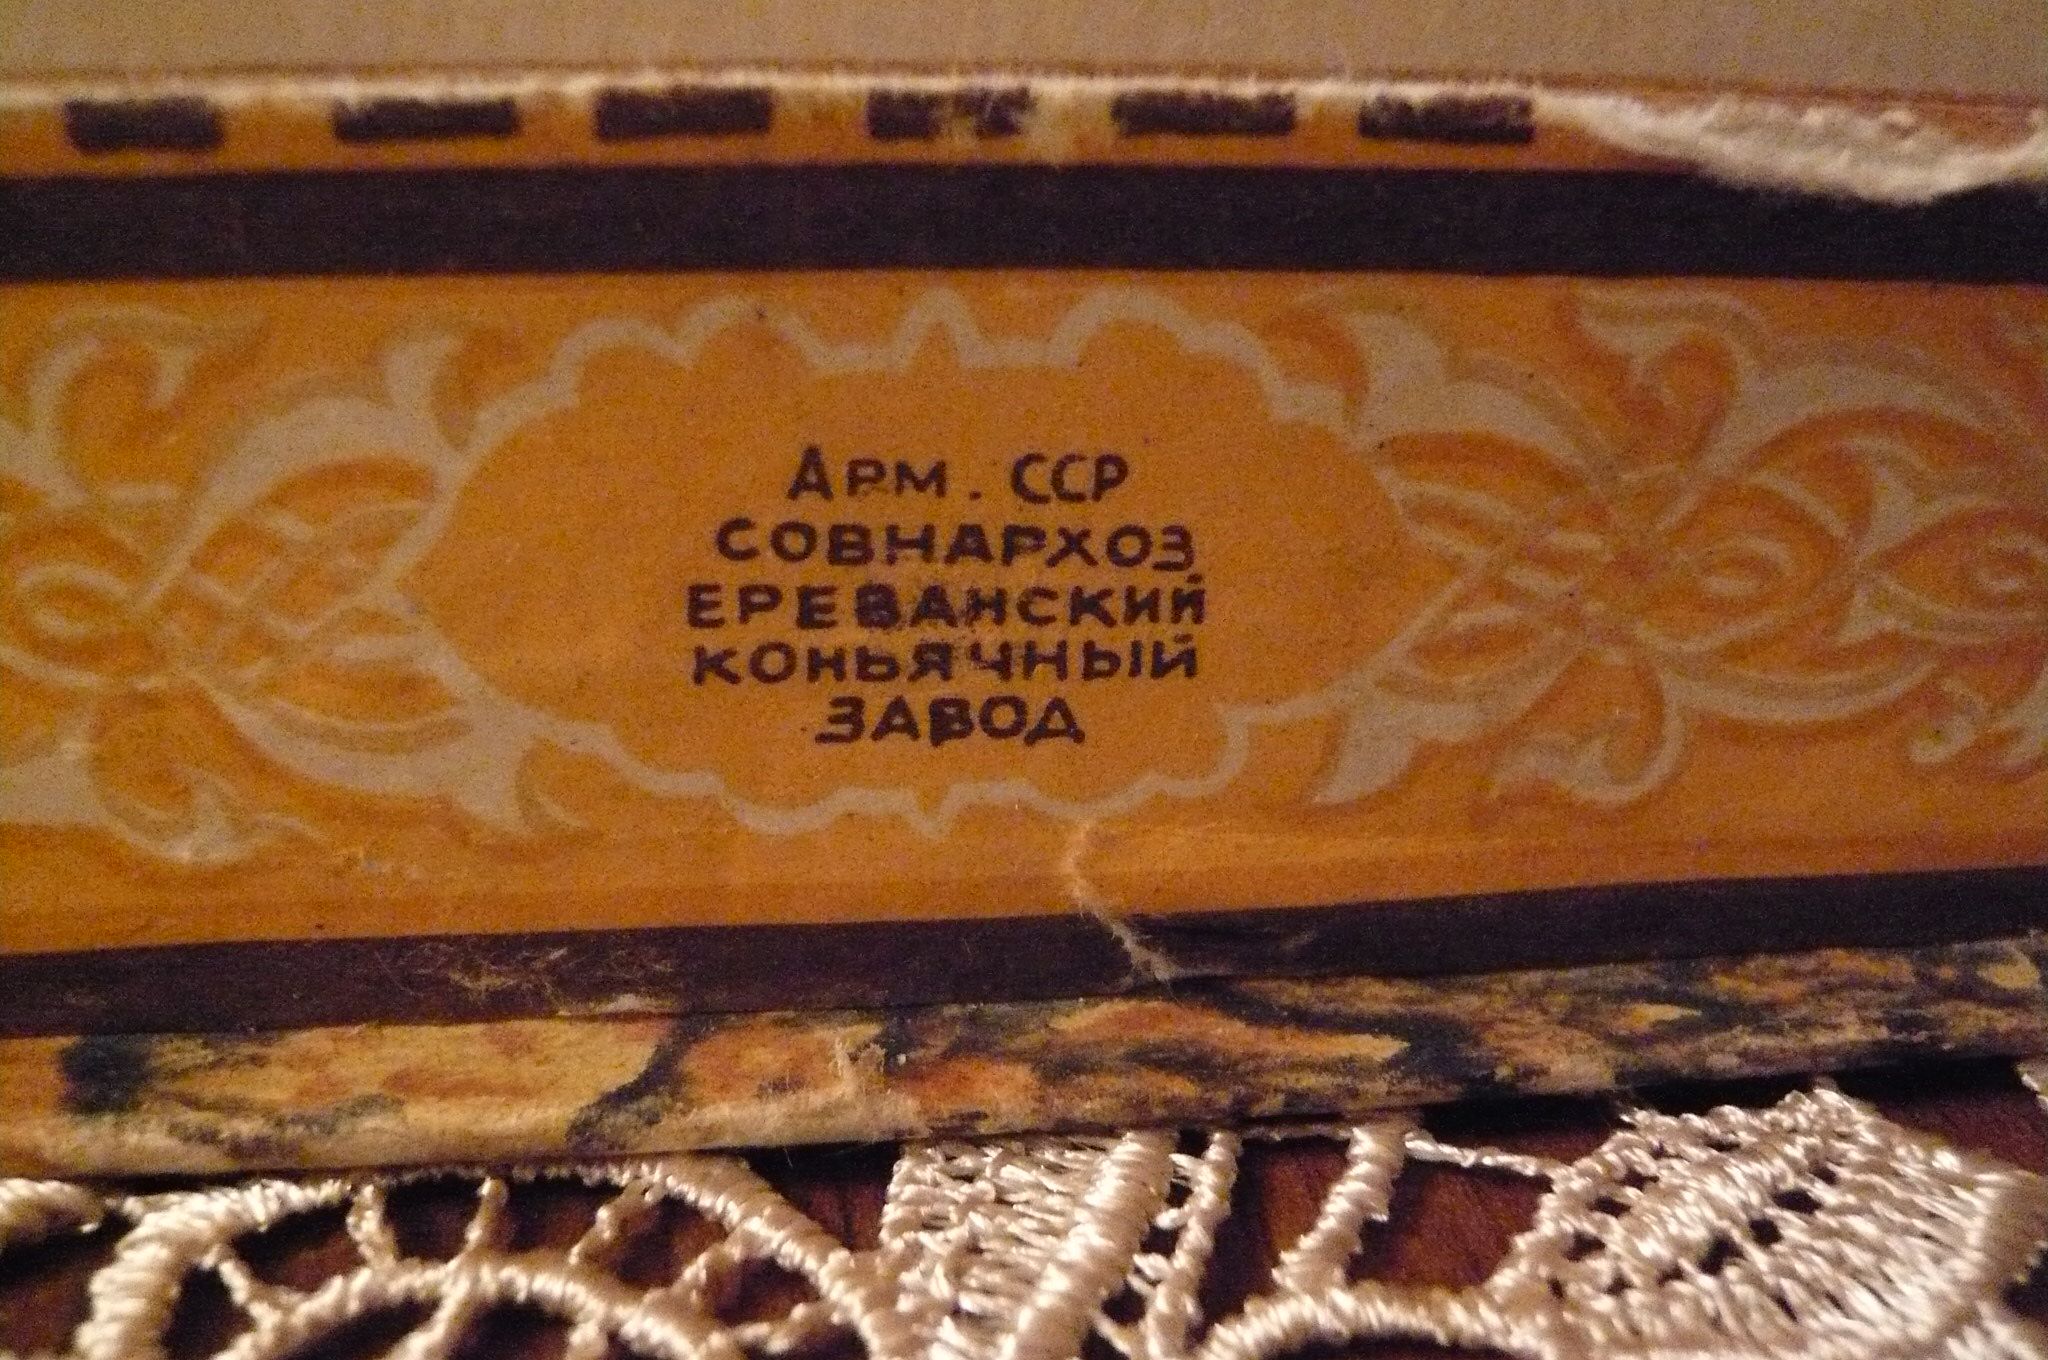 Арм. ССР
СОВНАРХОЗ
ЕРЕВАНСКИЙ
КОНЬЯЧНЫЙ
ЗАВОД